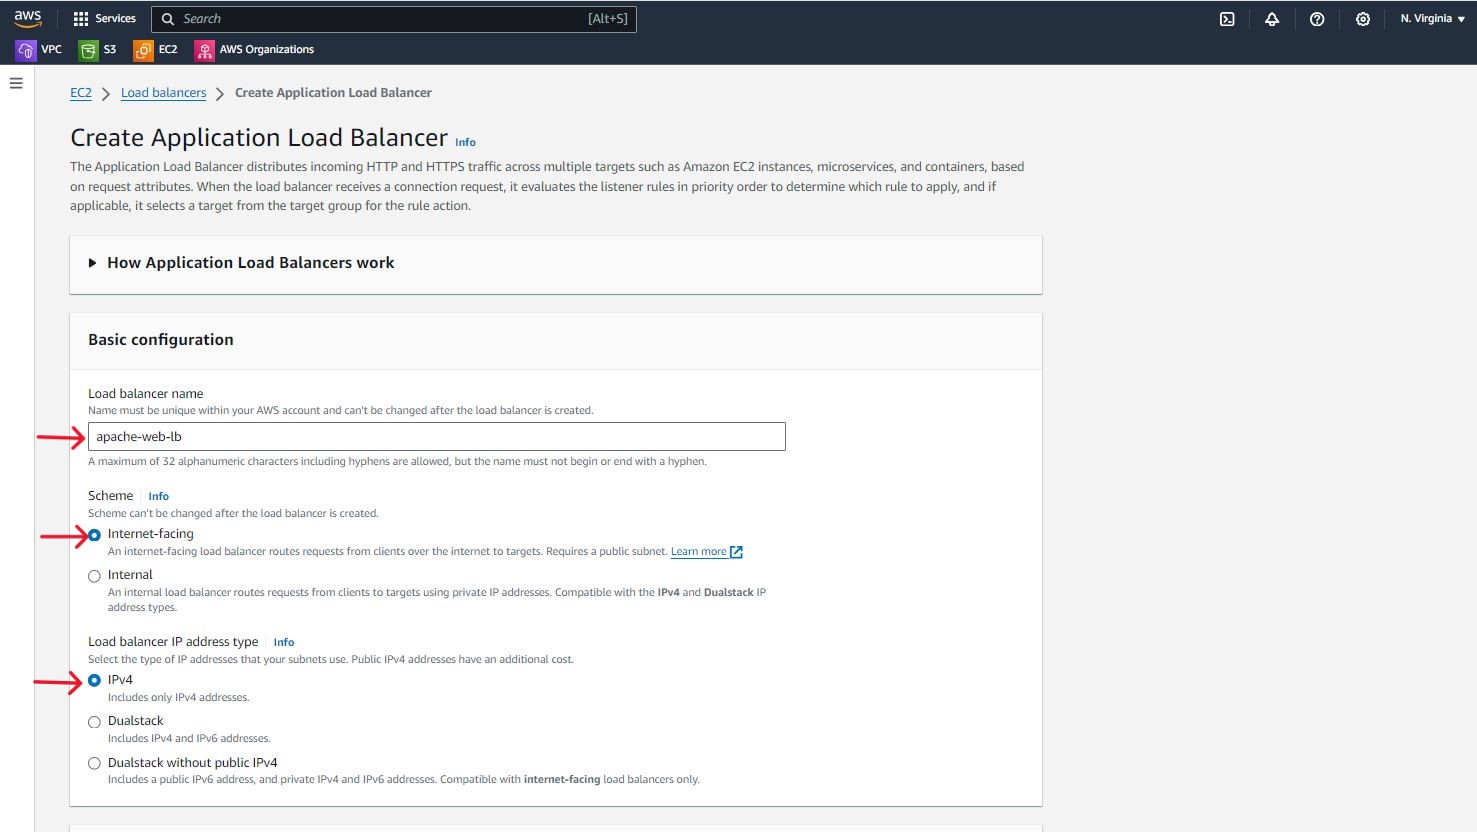 aws
Services
Search
[Alt+S]
N. Virginia
VPC
S3
EC2
AWS Organizations
EC2
Load balancers
Create Application Load Balancer
Create Application Load Balancer Info
The Application Load Balancer distributes incoming HTTP and HTTPS traffic across multiple targets such as Amazon EC2 instances, microservices, and containers, based
on request attributes. When the load balancer receives a connection request, it evaluates the listener rules in priority order to determine which rule to apply, and if
applicable, it selects a target from the target group for the rule action.
How Application Load Balancers work
Basic configuration
Load balancer name
Name must be unique within your AWS account and can't be changed after the load balancer is created.
apache-web-lb
A maximum of 32 alphanumeric characters including hyphens are allowed, but the name must not begin or end with a hyphen.
Scheme Info
Scheme can't be changed after the load balancer is created.
Internet-facing
An internet-facing load balancer routes requests from clients over the internet to targets. Requires a public subnet. Learn more
Internal
An internal load balancer routes requests from clients to targets using private IP addresses. Compatible with the IPv4 and Dualstack IP
address types.
Load balancer IP address type Info
Select the type of IP addresses that your subnets use. Public IPv4 addresses have an additional cost.
IPv4
Includes only IPv4 addresses.
Dualstack
Includes IPv4 and IPv6 addresses.
Dualstack without public IPv4
Includes a public IPv6 address, and private IPv4 and IPv6 addresses. Compatible with internet-facing load balancers only.